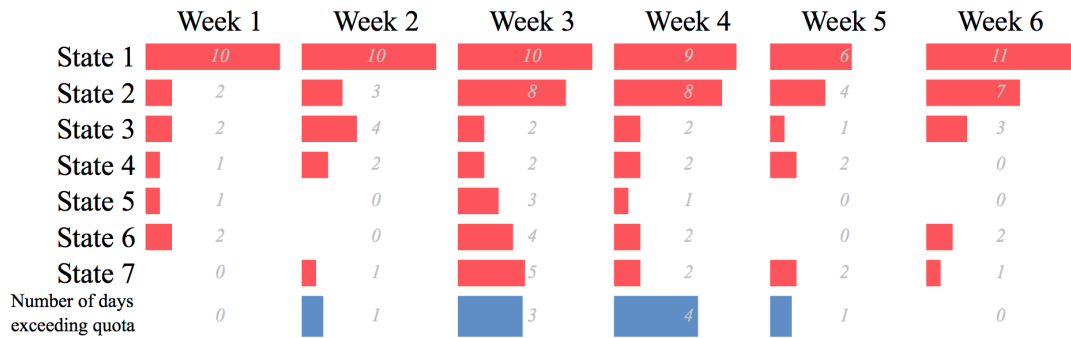 Week 1 Week 2 Week 3 Week 4 Week 5 Week 6
State 1 10 10 10 9 6 11
State 2 2 3 8 8 4 7
State 3 2 4 2 2 1 3
State 4 1 2 2 2 2 0
State 5 1 0 3 1 0 0
State 6 2 0 4 2 0 2
State 7 0 1 5 2 2 1
Number of days
exceeding quota 0 1 3 4 1 0